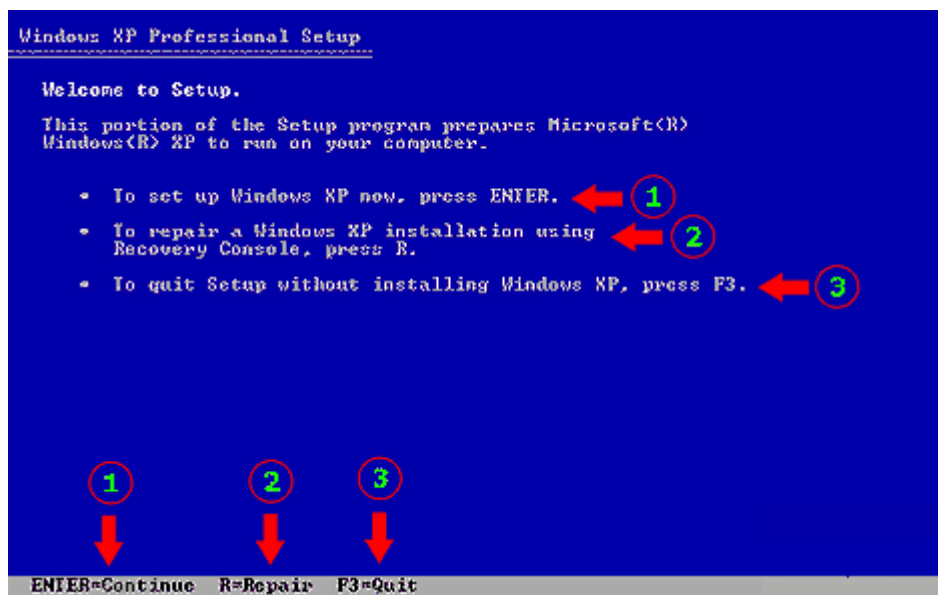 Windows XP Professional Setup
Welcome to Setup.
This portion of the Setup program prepares Microsoft(R)
Windows(R) XP to run on your computer.
• To set up Windows XP now, press ENTER. 1
• To repair a Windows XP installation using
Recovery Console, press R. 2
• To quit Setup without installing Windows XP, press F3. 3
1 2 3
ENTER=Continue R=Repair F3=Quit